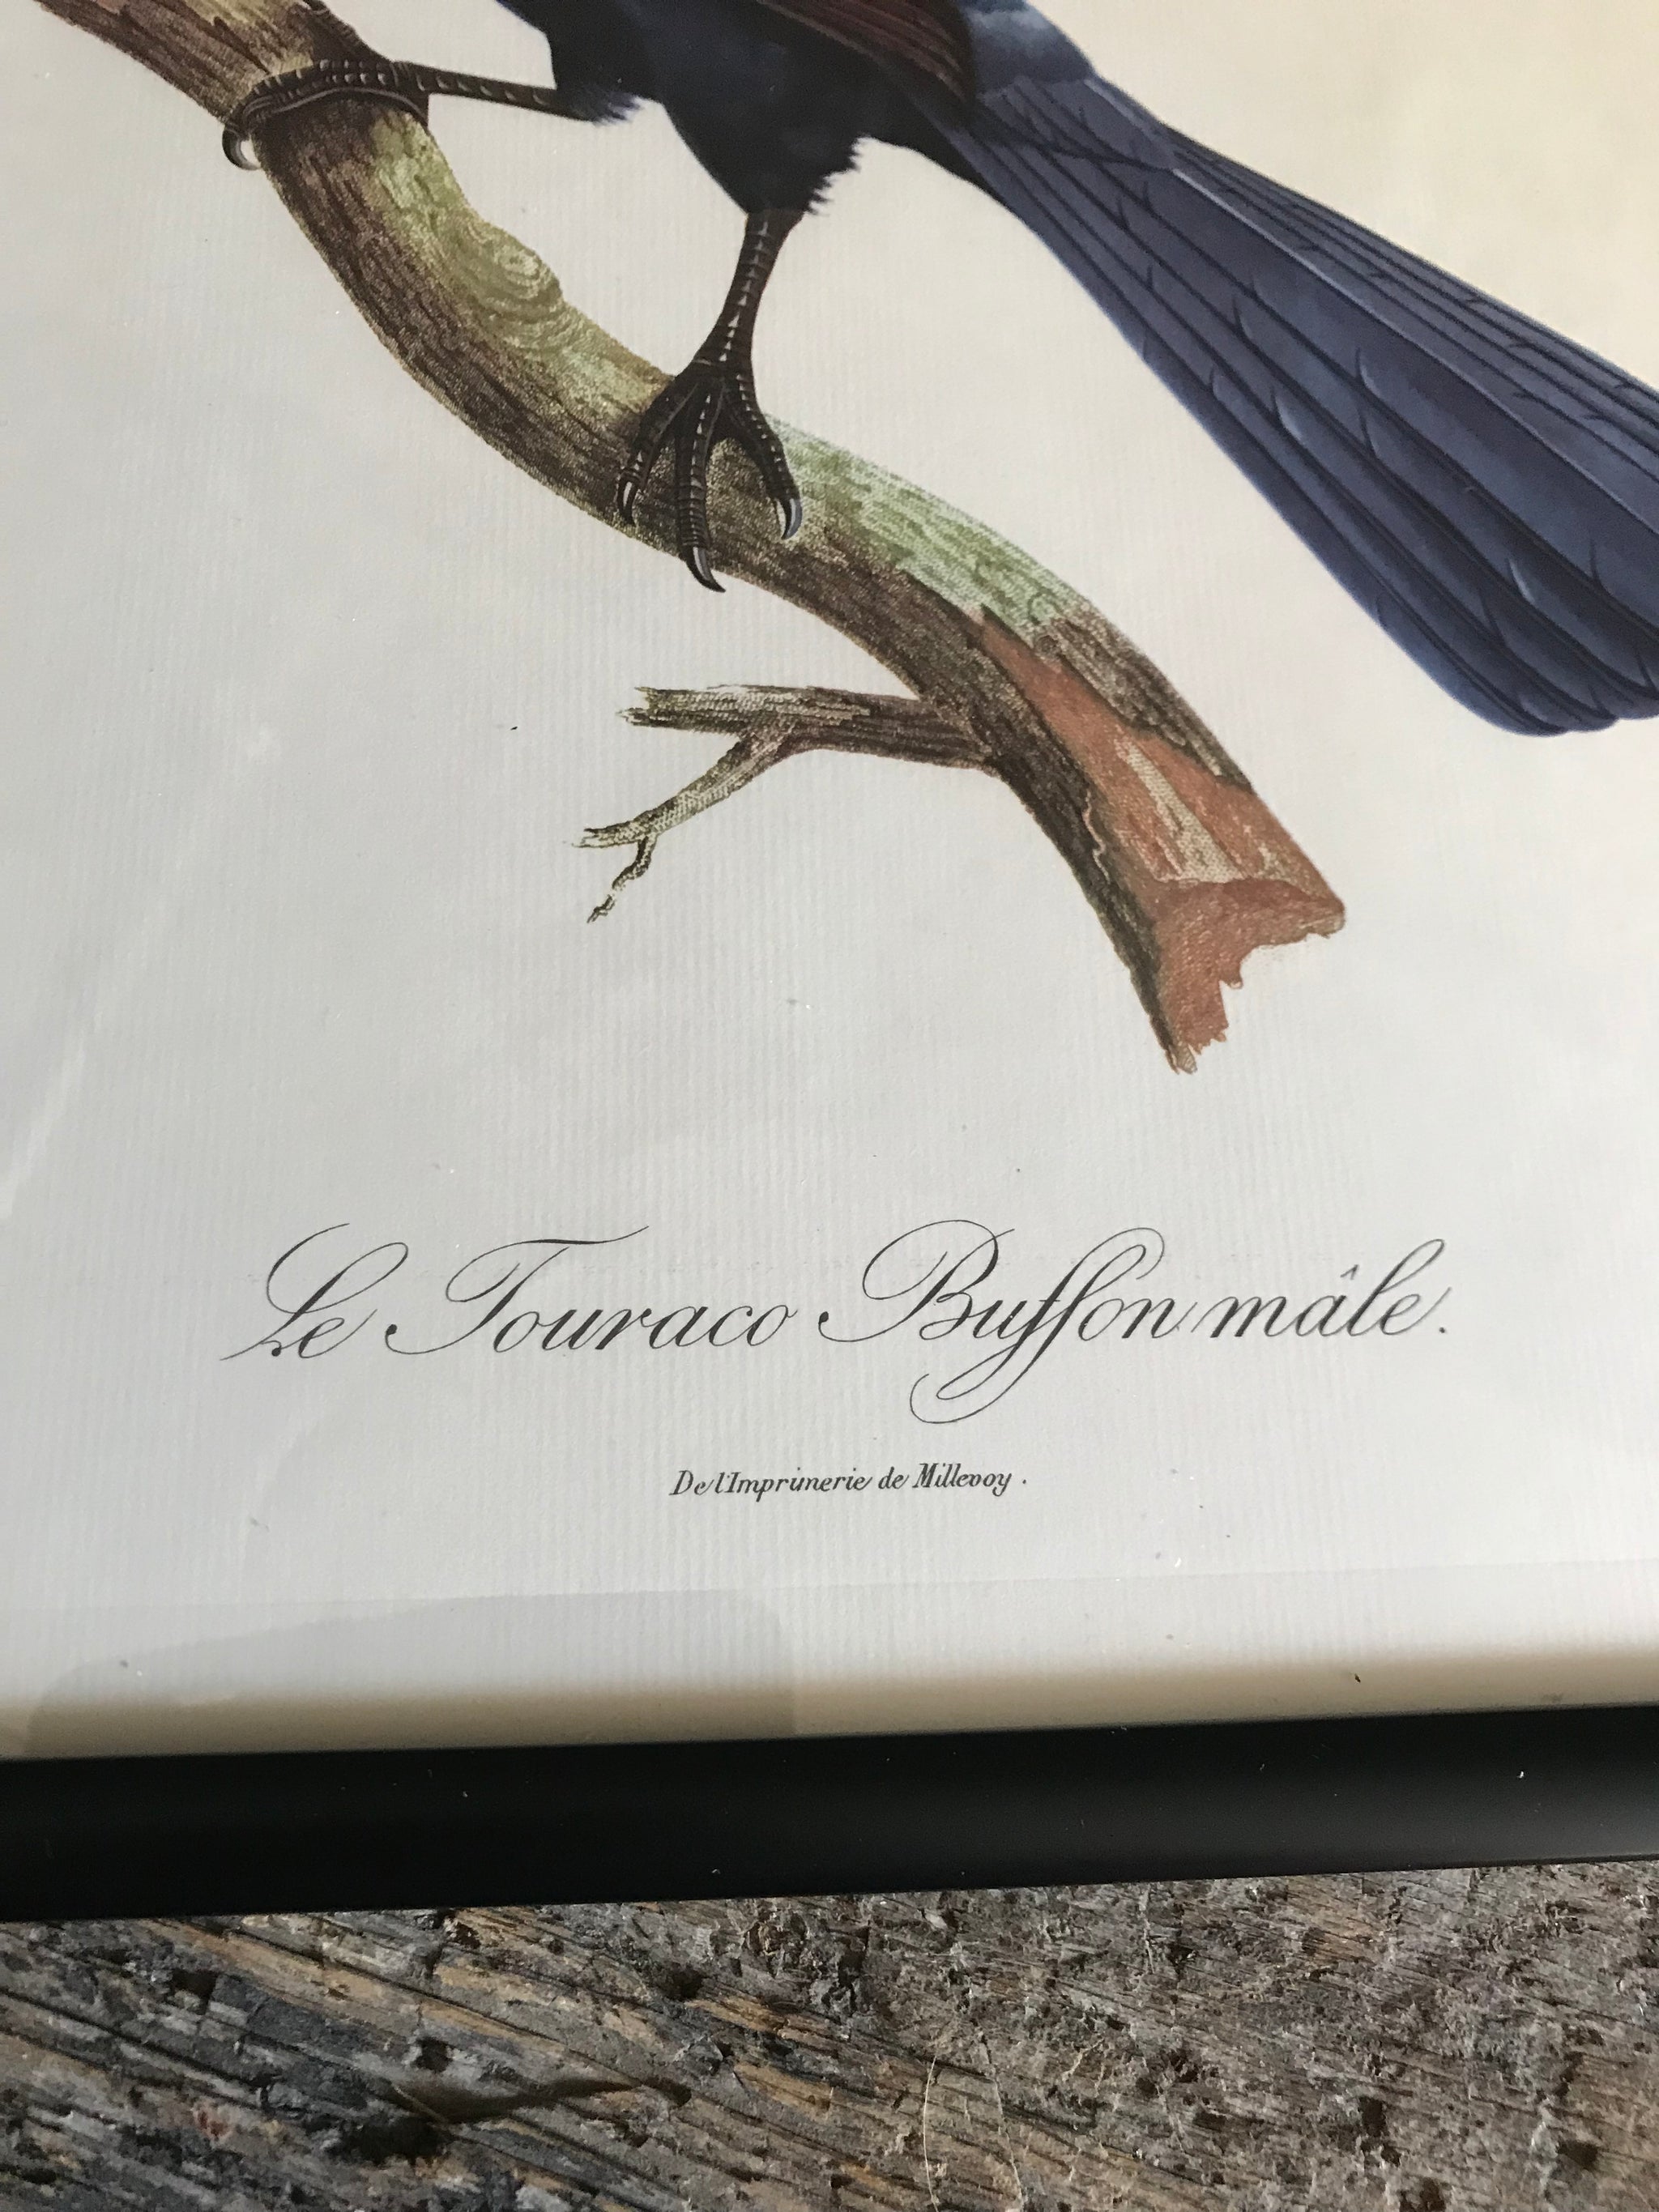 Le Touraco Buffon mâle.
De l'Imprimerie de Millevoy.